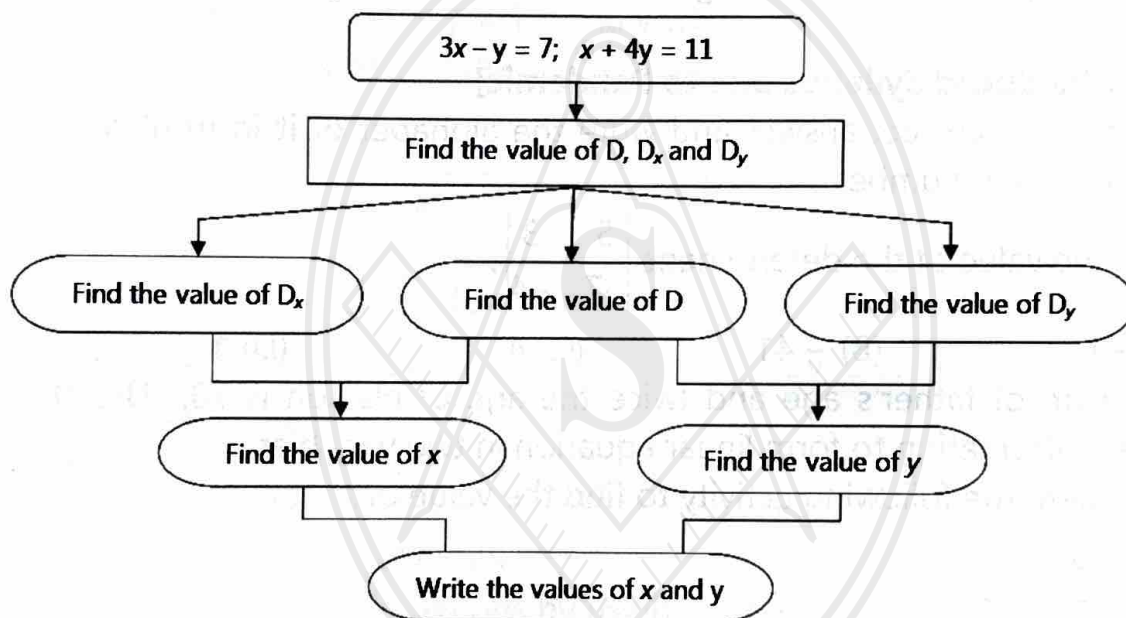 3x – y = 7; x + 4y = 11
Find the value of D, Dx and Dy
Find the value of Dx
Find the value of D
Find the value of Dy
Find the value of x
Find the value of y
Write the values of x and y